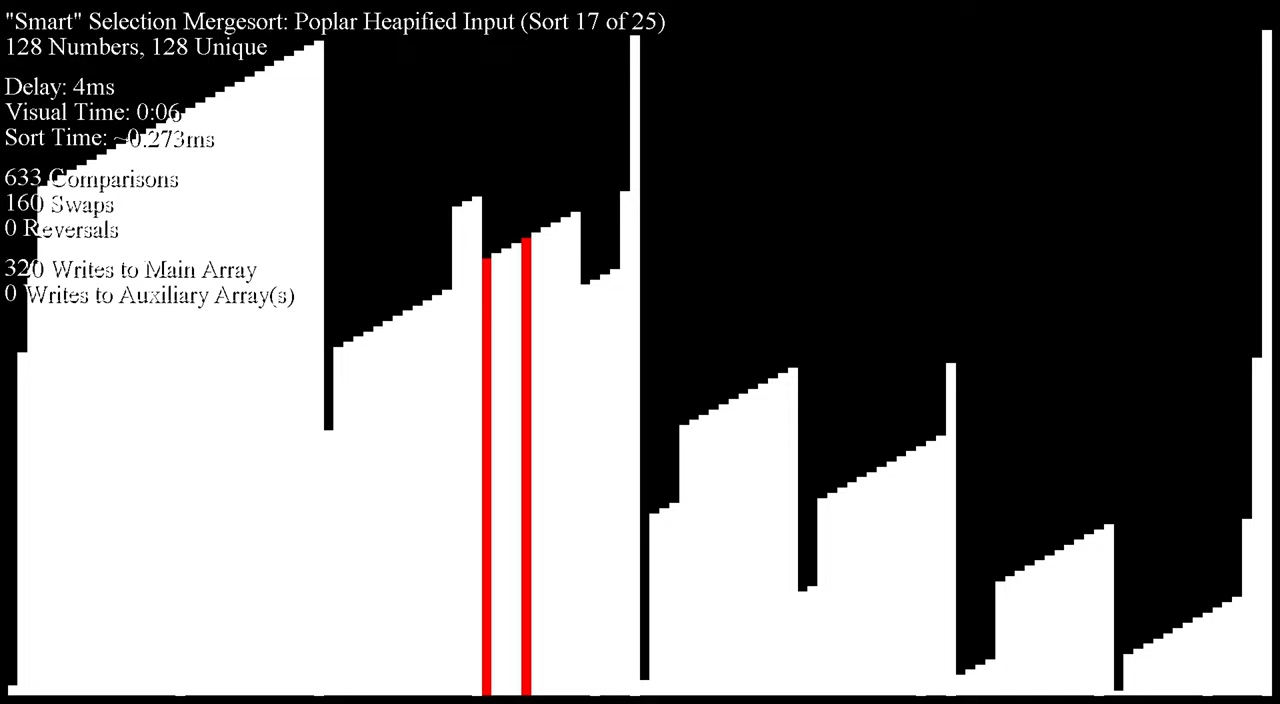 "Smart" Selection Mergesort: Poplar Heapified Input (Sort 17 of 25)
128 Numbers, 128 Unique
Delay: 4ms
Visual Time: 0:06
Sort Time: ~0.273ms
633 Comparisons
160 Swaps
0 Reversals
320 Writes to Main Array
0 Writes to Auxiliary Array(s)